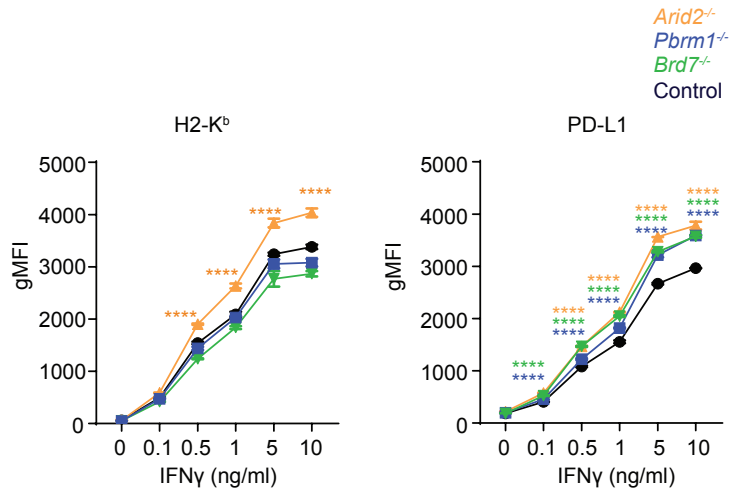 Arid2-/-
Pbrm1-/-
Brd7-/-
Control
H2-Kb
PD-L1
5000
4000
3000
2000
1000
0
gMFI
****
****
****
****
0 0.1 0.5 1 5 10
IFNγ (ng/ml)
5000
4000
3000
2000
1000
0
gMFI
****
****
****
****
****
****
****
****
****
****
****
****
****
****
0 0.1 0.5 1 5 10
IFNγ (ng/ml)